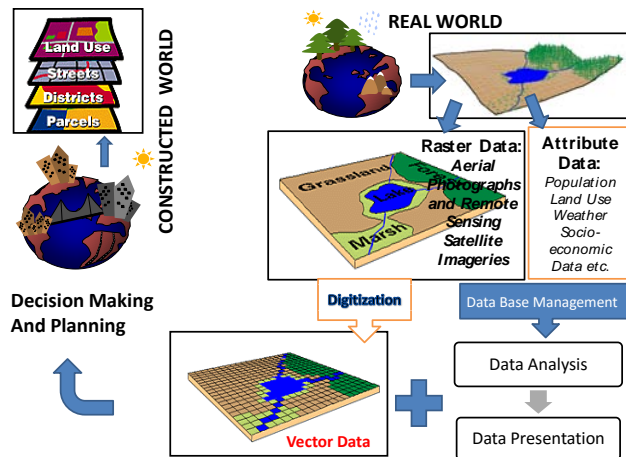 REAL WORLD
Land Use
Streets
Districts
Parcels
CONSTRUCTED WORLD
Grassland
Forest
Lake
Marsh
Raster Data:
Aerial
Photographs
and Remote
Sensing
Satellite
Imageries
Attribute
Data:
Population
Land Use
Weather
Socio-
economic
Data etc.
Digitization
Data Base Management
Decision Making
And Planning
Data Analysis
Vector Data
Data Presentation